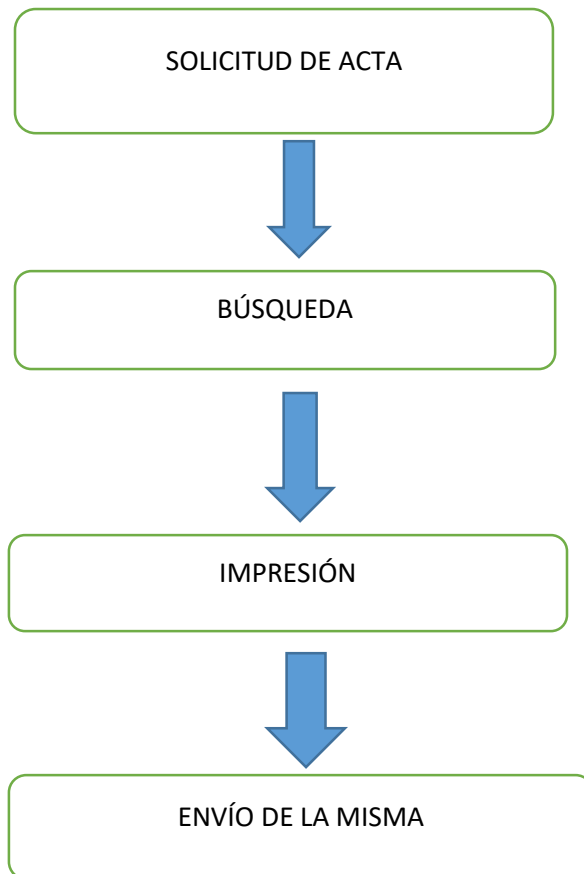 SOLICITUD DE ACTA
BÚSQUEDA
IMPRESIÓN
ENVÍO DE LA MISMA